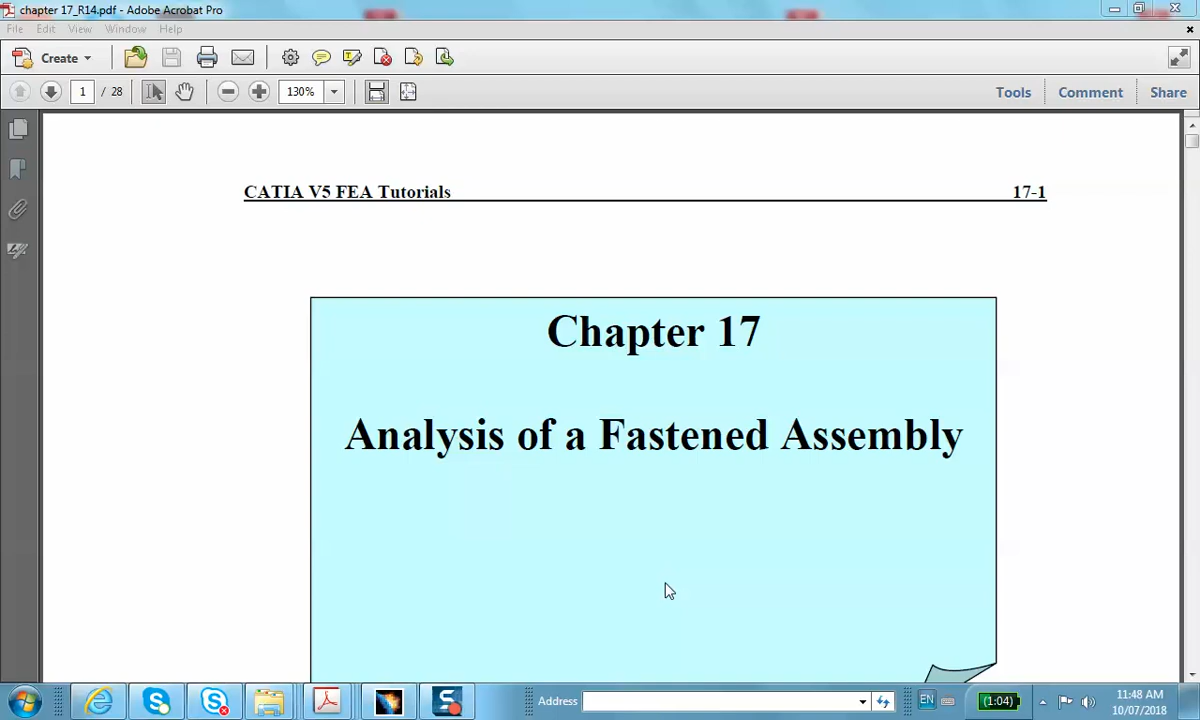 chapter 17_R14.pdf - Adobe Acrobat Pro
File Edit View Window Help
Create
1 / 28 130% Tools Comment Share
CATIA V5 FEA Tutorials 17-1
Chapter 17
Analysis of a Fastened Assembly
Address EN (1:04) 11:48 AM
10/07/2018